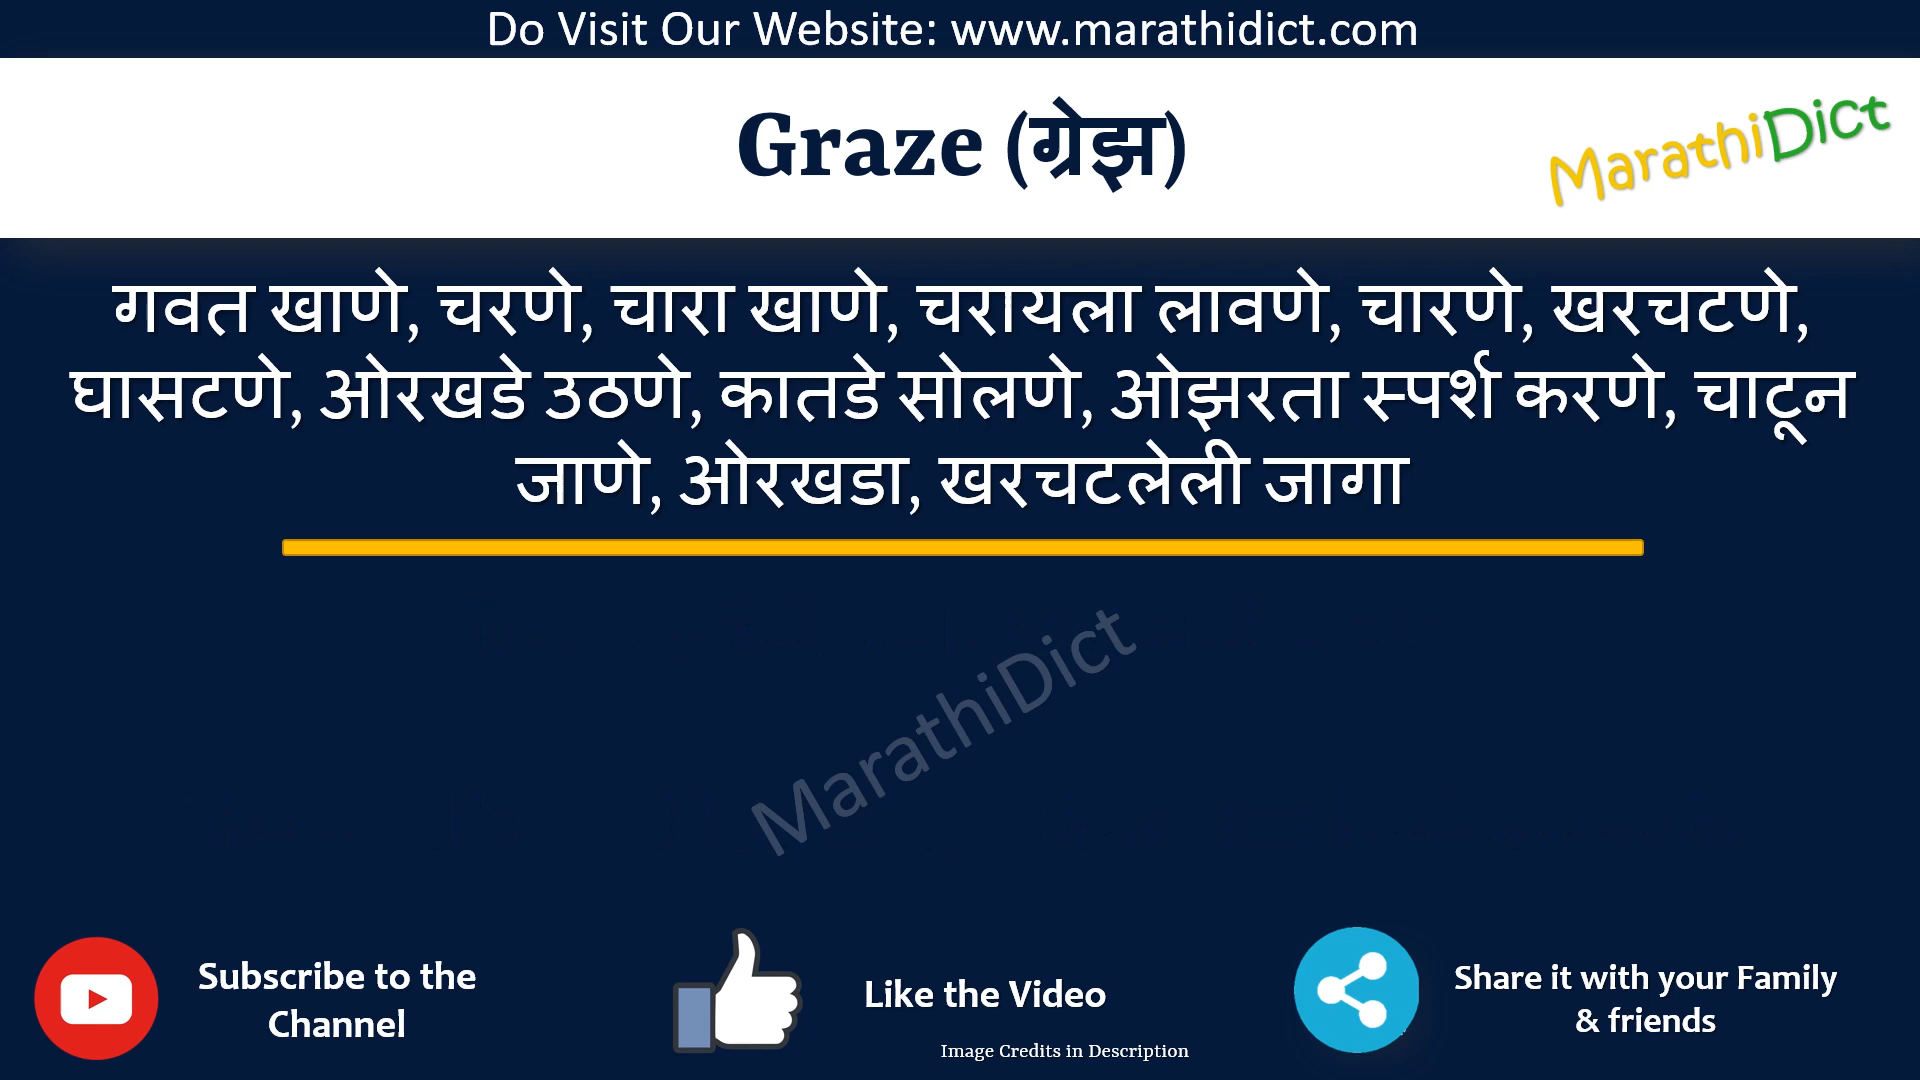 Do Visit Our Website: www.marathidict.com
Graze (ग्रेझ)
MarathiDict
गवत खाणे, चरणे, चारा खाणे, चरायला लावणे, चारणे, खरचटणे,
घासटणे, ओरखडे उठणे, कातडे सोलणे, ओझरता स्पर्श करणे, चाटून
जाणे, ओरखडा, खरचटलेली जागा
MarathiDict
Subscribe to the
Channel
Like the Video
Share it with your Family
& friends
Image Credits in Description